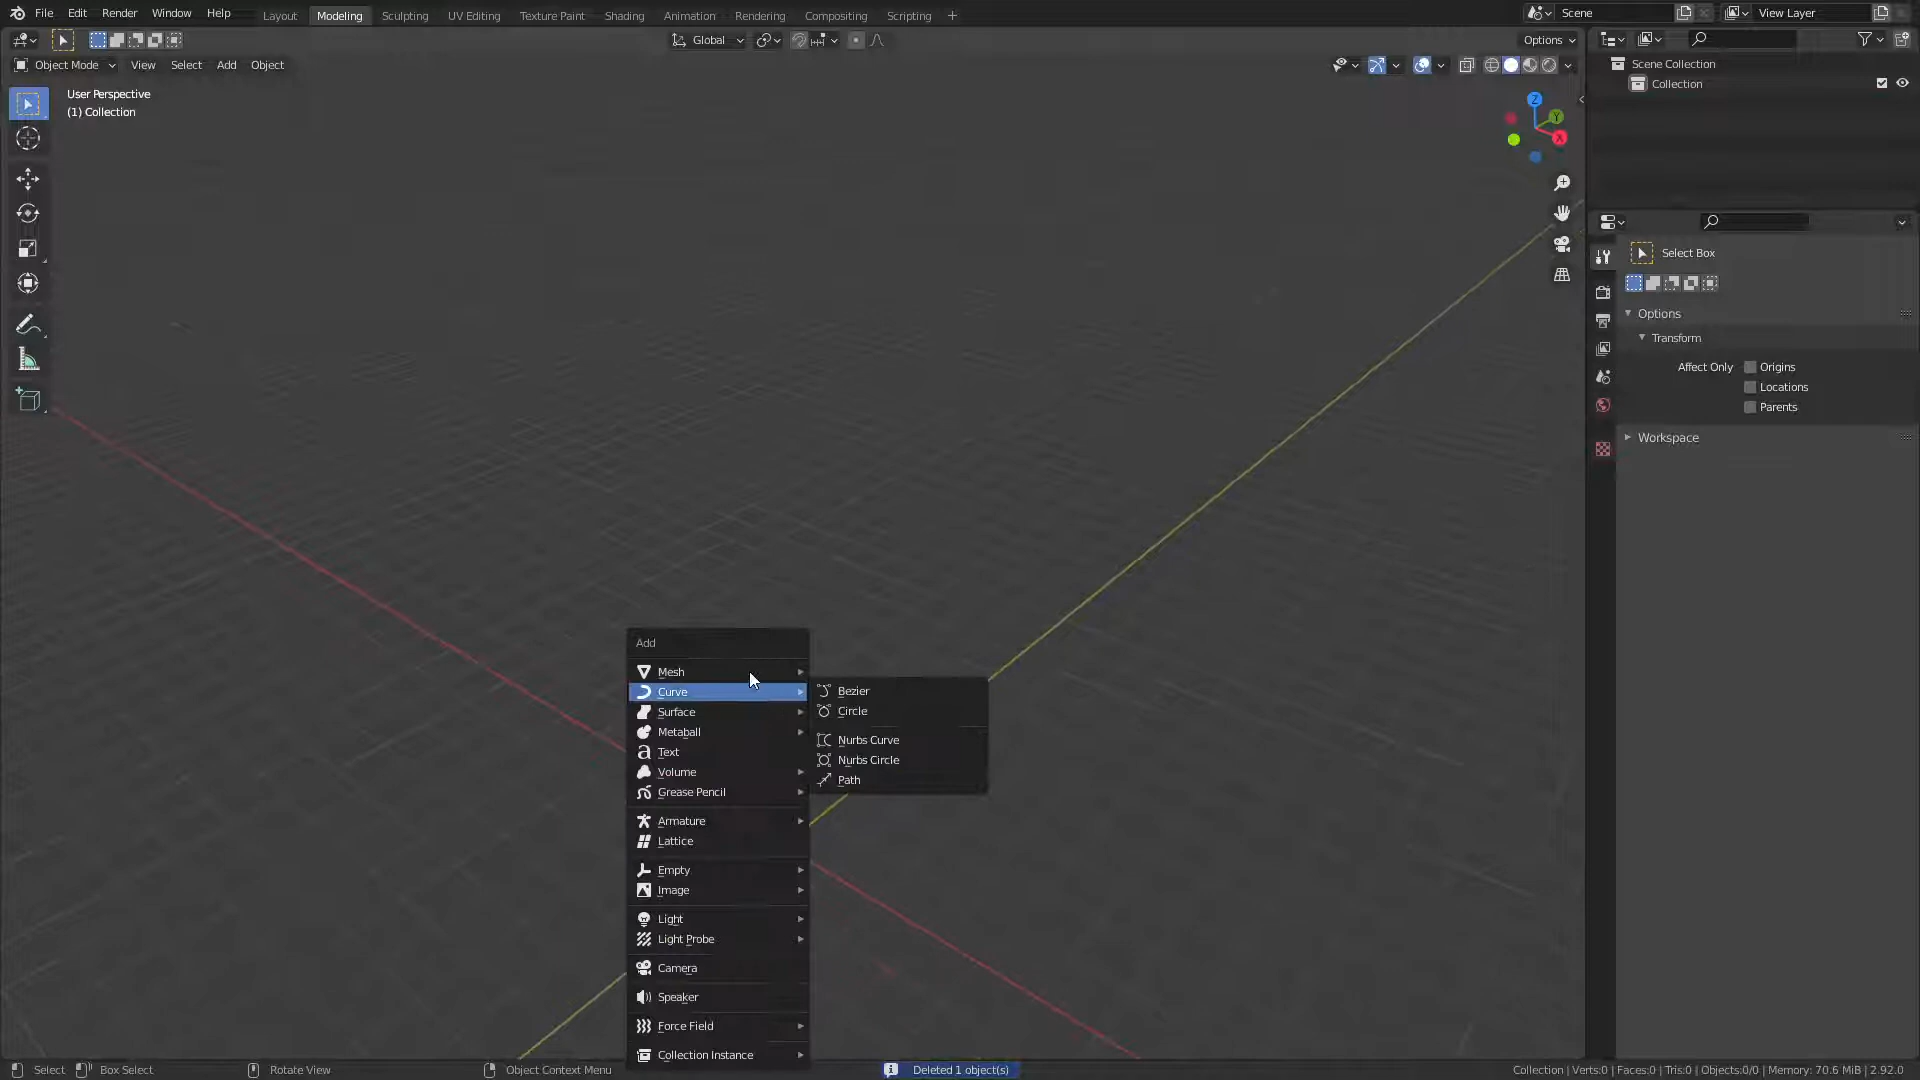 File Edit Render Window Help Layout Modeling Sculpting UV Editing Texture Paint Shading Animation Rendering Compositing Scripting + Scene View Layer
Global Options
Object Mode View Select Add Object
User Perspective
(1) Collection
Z
Y
X
Scene Collection
Collection
Select Box
Options
Transform
Affect Only Origins
Locations
Parents
Workspace
Add
Mesh
Curve
Surface
Metaball
Text
Volume
Grease Pencil
Armature
Lattice
Empty
Image
Light
Light Probe
Camera
Speaker
Force Field
Collection Instance
Bezier
Circle
Nurbs Curve
Nurbs Circle
Path
Select Box Select Rotate View Object Context Menu Deleted 1 object(s) Collection | Verts:0 | Faces:0 | Tris:0 | Objects:0/0 | Memory: 70.6 MiB | 2.92.0